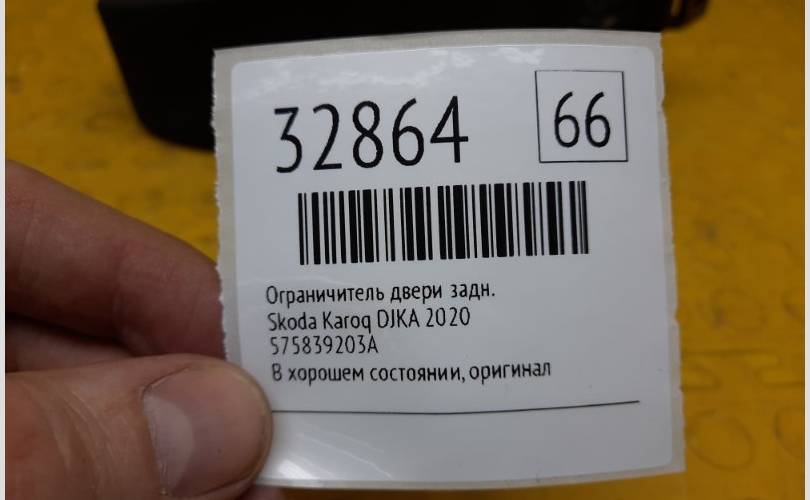 32864
66
Ограничитель двери задн.
Skoda Karoq DJKA 2020
575839203A
В хорошем состоянии, оригинал